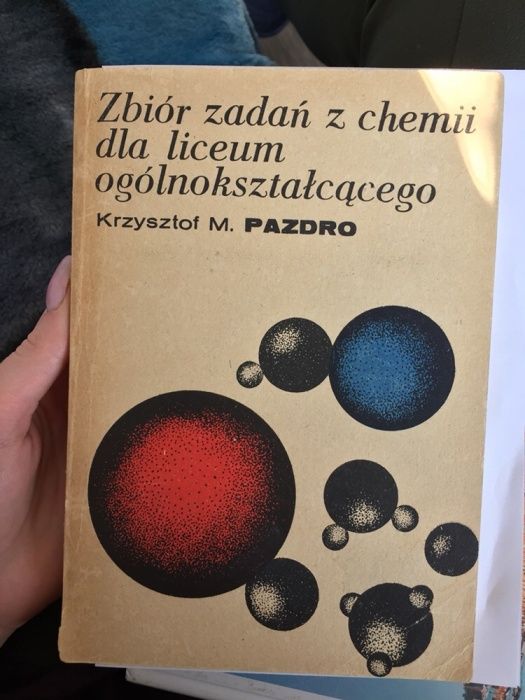 Zbiór zadań z chemii
dla liceum
ogólnokształcącego
Krzysztof M. PAZDRO